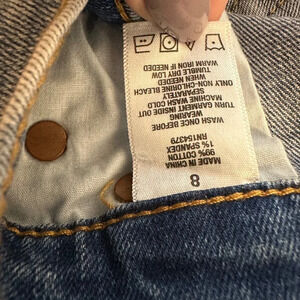 8
MADE IN CHINA
99% COTTON
1% SPANDEX
RN154379
WASH ONCE BEFORE
WEARING
TURN GARMENT INSIDE OUT
MACHINE WASH COLD
SEPARATELY
ONLY NON-CHLORINE BLEACH
WHEN NEEDED
TUMBLE DRY LOW
WARM IRON IF NEEDED